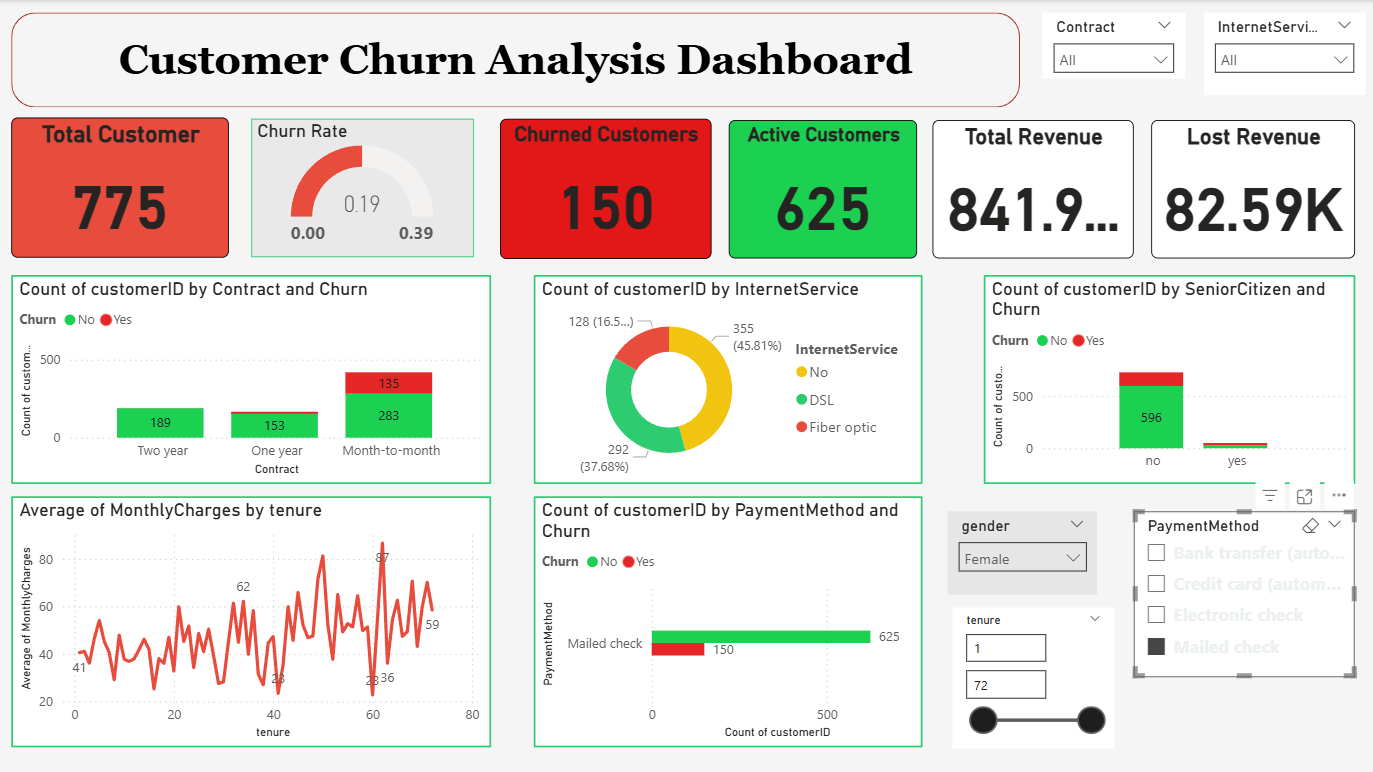 Customer Churn Analysis Dashboard
Contract
All
InternetServi...
All
Total Customer
775
Churn Rate
0.19
0.00
0.39
Churned Customers
150
Active Customers
625
Total Revenue
841.9...
Lost Revenue
82.59K
Count of customerID by Contract and Churn
Churn No Yes
Count of custom...
500
0
189
153
135
283
Two year
One year
Month-to-month
Contract
Count of customerID by InternetService
128 (16.5...)
355
(45.81%)
292
(37.68%)
InternetService
No
DSL
Fiber optic
Count of customerID by SeniorCitizen and
Churn
Churn No Yes
Count of custo...
500
0
596
no
yes
Average of MonthlyCharges by tenure
Average of MonthlyCharges
80
60
40
20
41
62
23
87
36
59
0
20
40
60
80
tenure
Count of customerID by PaymentMethod and
Churn
Churn No Yes
PaymentMethod
Mailed check
625
150
0
500
Count of customerID
gender
Female
tenure
1
72
PaymentMethod
Bank transfer (auto...
Credit card (autom...
Electronic check
Mailed check